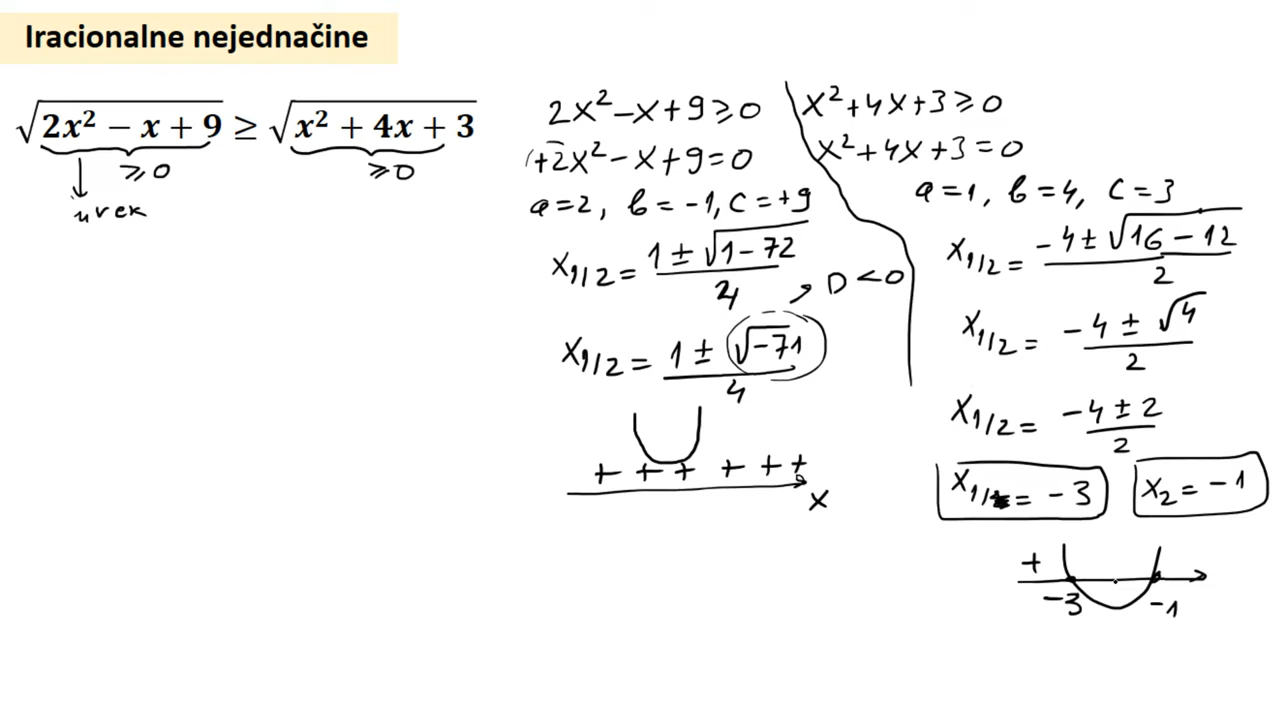 Iracionalne nejednačine
√(2x² − x + 9) ≥ √(x² + 4x + 3)
≥0 ≥0
uvek
2x² − x + 9 ≥ 0
+2x² − x + 9 = 0
a = 2, b = −1, c = +9
x₁/₂ = (1 ± √(1 − 72))/4
D < 0
x₁/₂ = (1 ± √−71)/4
+ + + + + +
x
x² + 4x + 3 ≥ 0
x² + 4x + 3 = 0
a = 1, b = 4, c = 3
x₁/₂ = (−4 ± √(16 − 12))/2
x₁/₂ = (−4 ± √4)/2
x₁/₂ = (−4 ± 2)/2
x₁ = −3 x₂ = −1
+
−3 −1